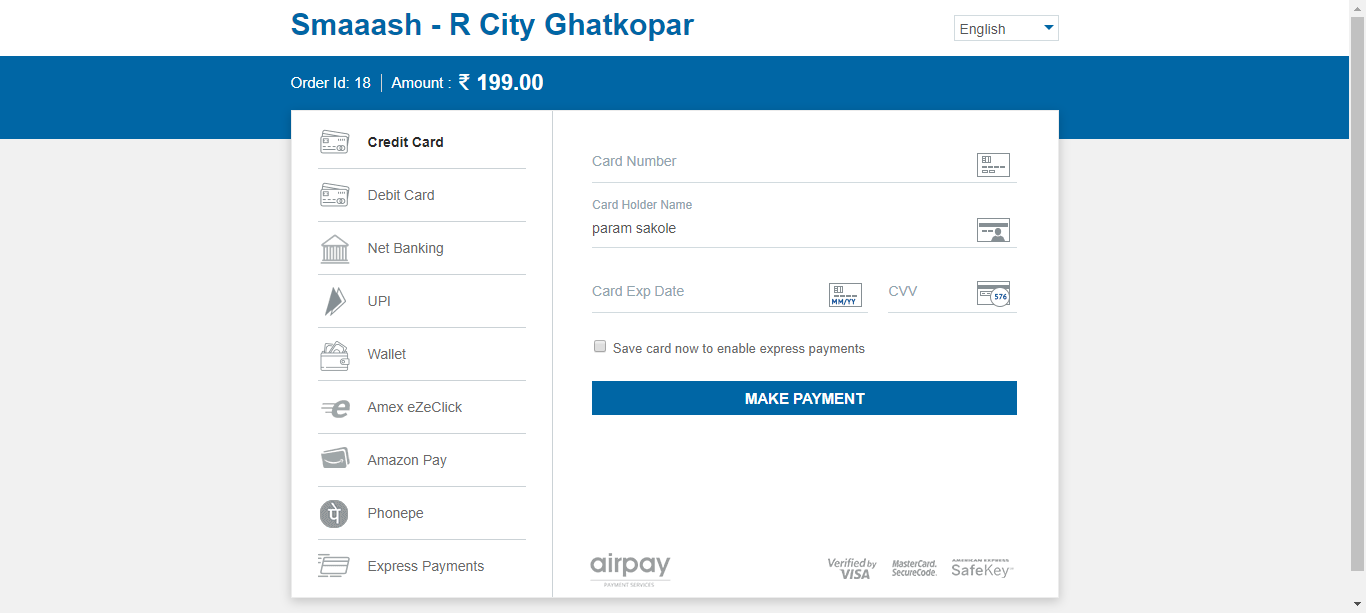 Smaaash - R City Ghatkopar
English
Order Id: 18 | Amount : ₹ 199.00
Credit Card
Debit Card
Net Banking
UPI
Wallet
Amex eZeClick
Amazon Pay
Phonepe
Express Payments
Card Number
Card Holder Name
param sakole
Card Exp Date
MM/YY
CVV
576
Save card now to enable express payments
MAKE PAYMENT
airpay
PAYMENT SERVICES
Verified by
VISA
MasterCard.
SecureCode.
AMERICAN EXPRESS
SafeKey